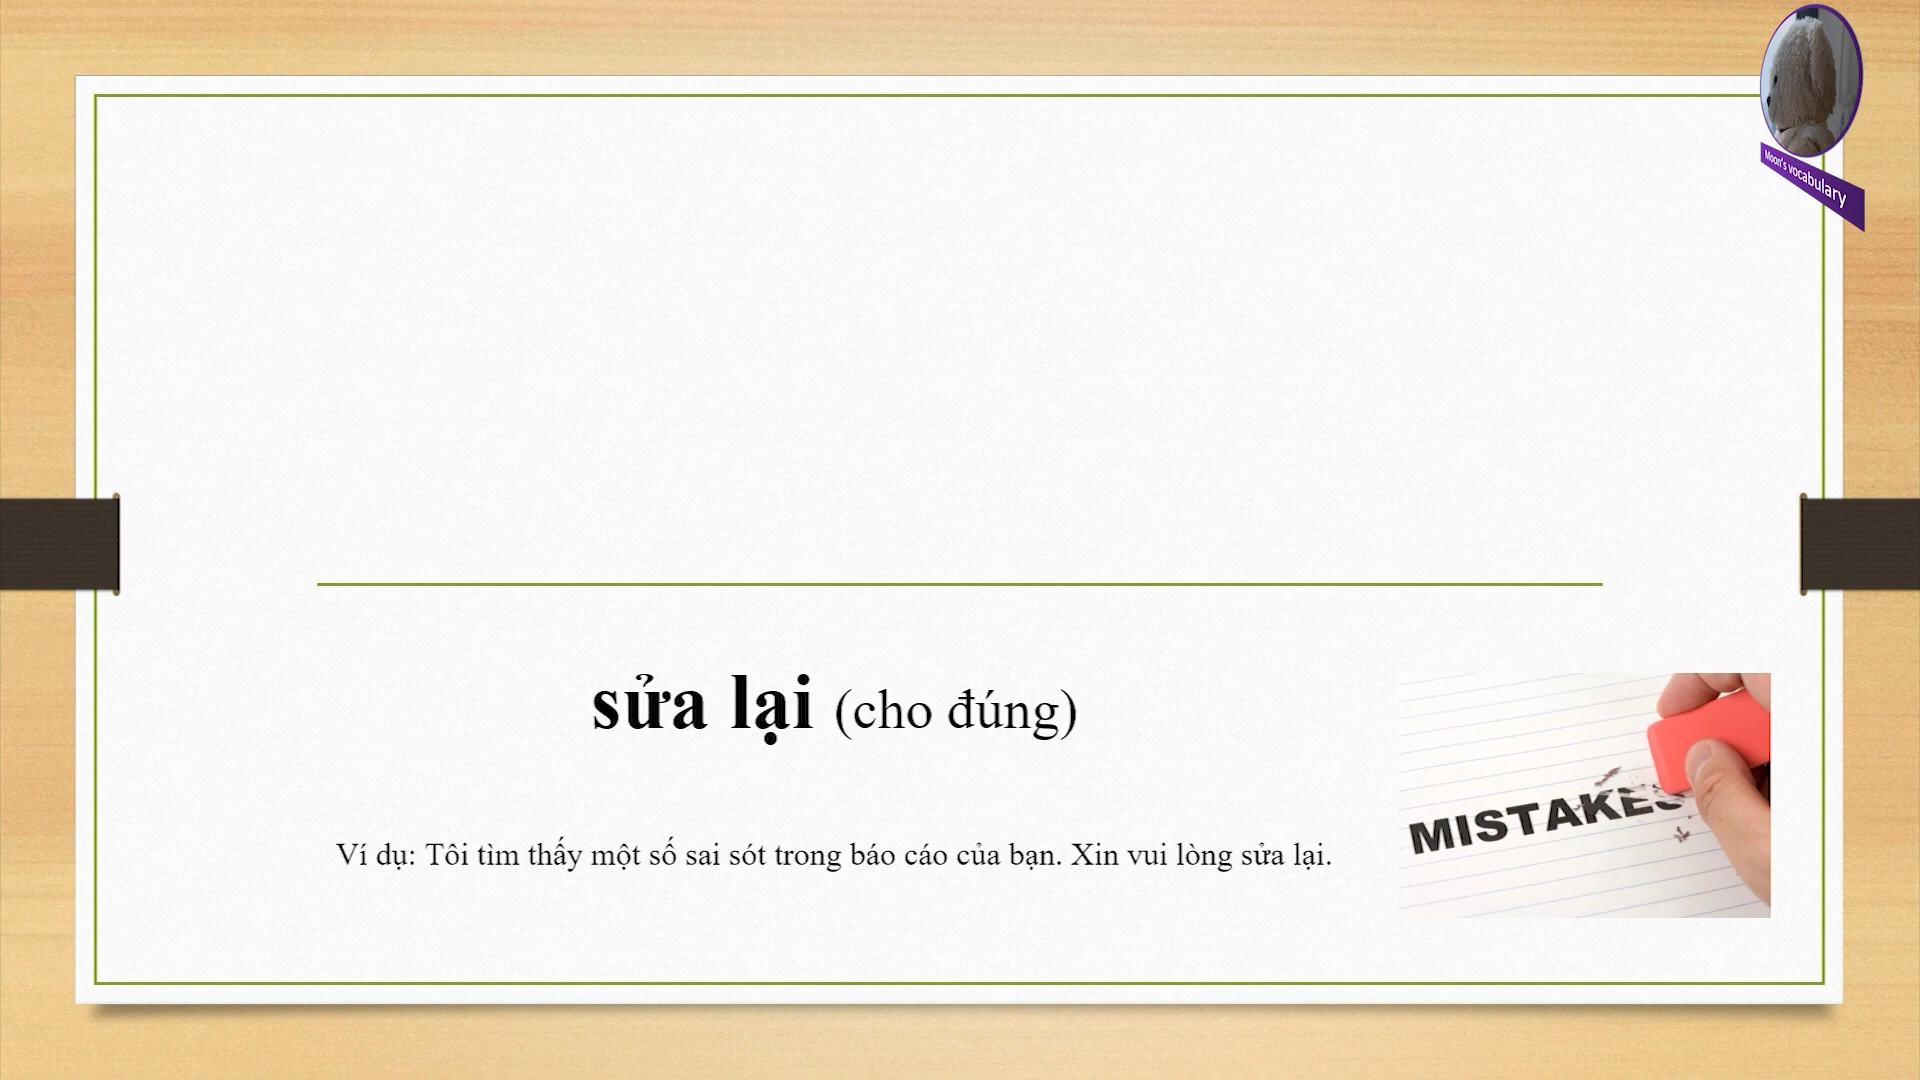 Moon's vocabulary
sửa lại (cho đúng)
MISTAKES
Ví dụ: Tôi tìm thấy một số sai sót trong báo cáo của bạn. Xin vui lòng sửa lại.